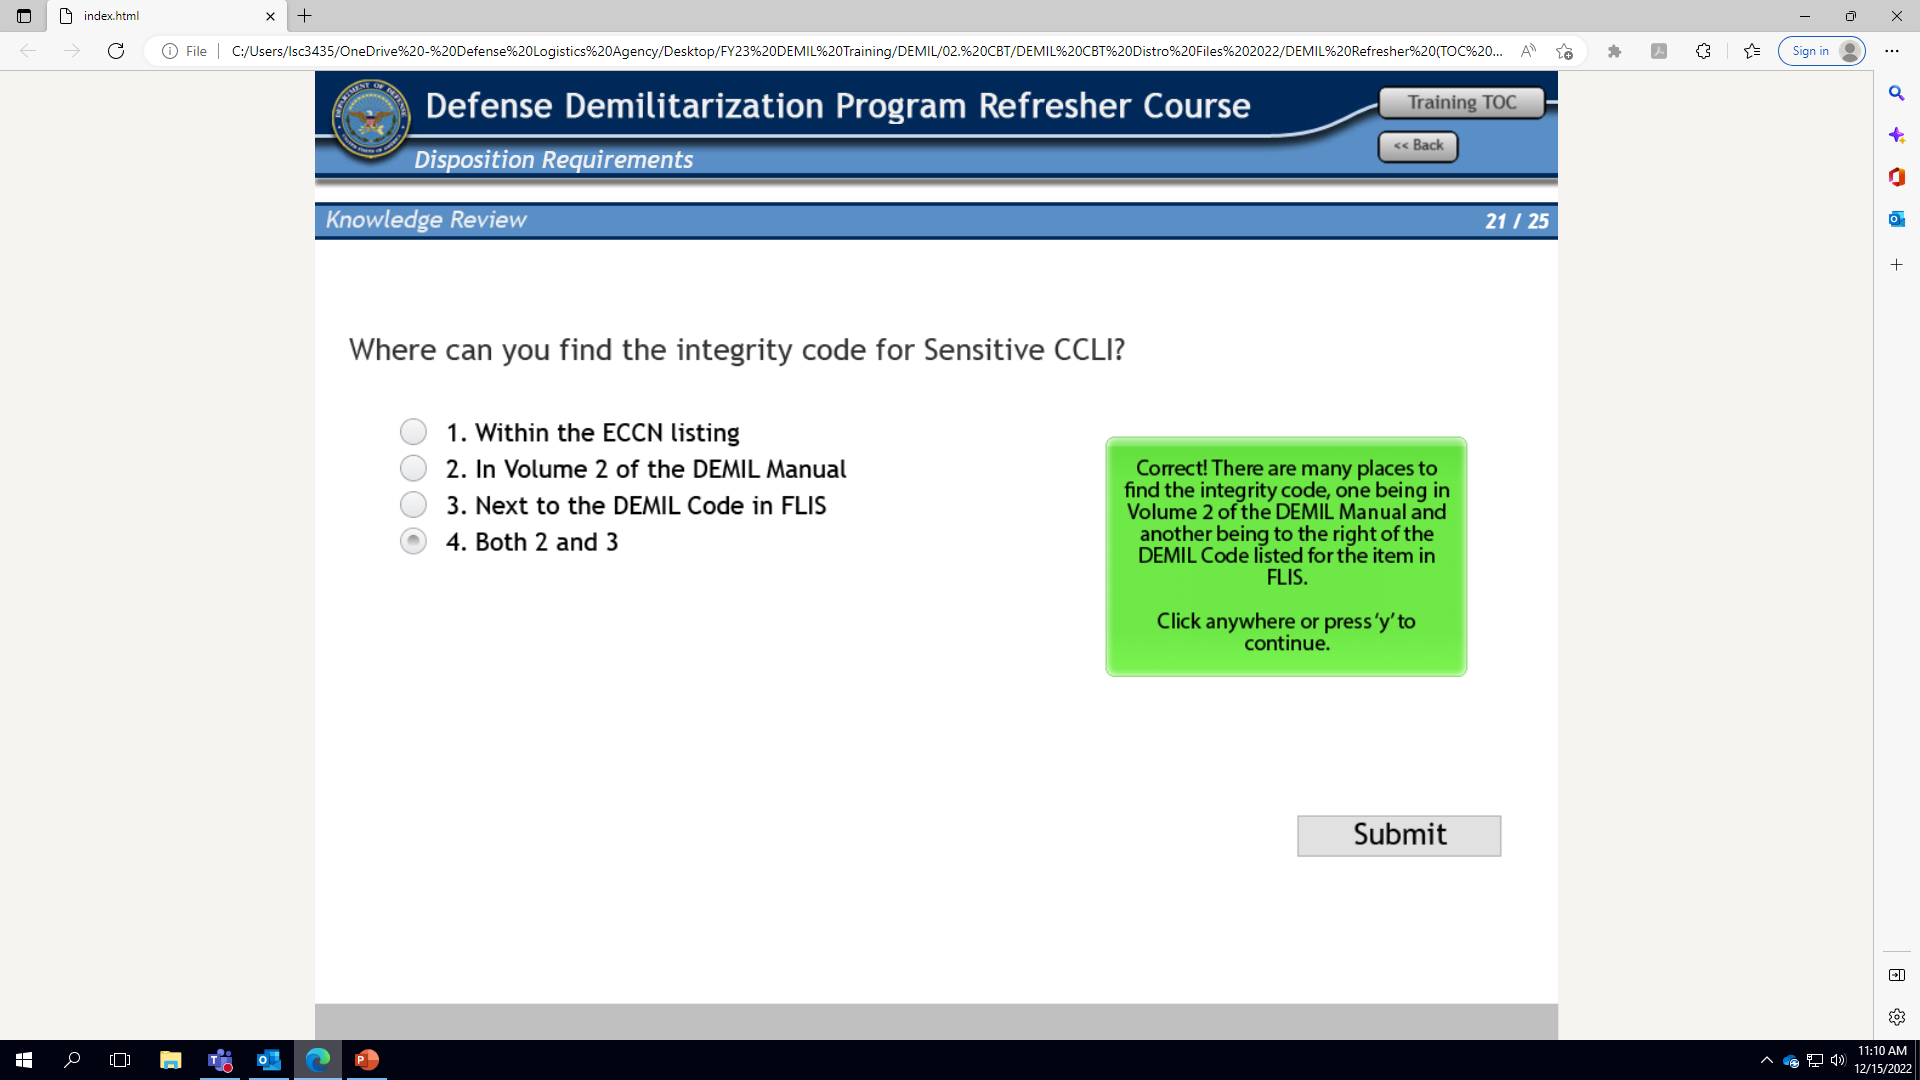 index.html
File
C:/Users/lsc3435/OneDrive%20-%20Defense%20Logistics%20Agency/Desktop/FY23%20DEMIL%20Training/DEMIL/02.%20CBT/DEMIL%20CBT%20Distro%20Files%202022/DEMIL%20Refresher%20(TOC%20...
Sign in
Defense Demilitarization Program Refresher Course
Training TOC
<< Back
Disposition Requirements
Knowledge Review
21 / 25
Where can you find the integrity code for Sensitive CCLI?
1. Within the ECCN listing
2. In Volume 2 of the DEMIL Manual
3. Next to the DEMIL Code in FLIS
4. Both 2 and 3
Correct! There are many places to
find the integrity code, one being in
Volume 2 of the DEMIL Manual and
another being to the right of the
DEMIL Code listed for the item in
FLIS.
Click anywhere or press ‘y’ to
continue.
Submit
11:10 AM
12/15/2022